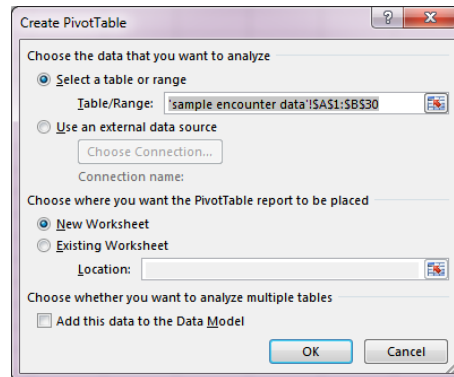 Create PivotTable
Choose the data that you want to analyze
Select a table or range
Table/Range: 'sample encounter data'!$A$1:$B$30
Use an external data source
Choose Connection...
Connection name:
Choose where you want the PivotTable report to be placed
New Worksheet
Existing Worksheet
Location:
Choose whether you want to analyze multiple tables
Add this data to the Data Model
OK Cancel